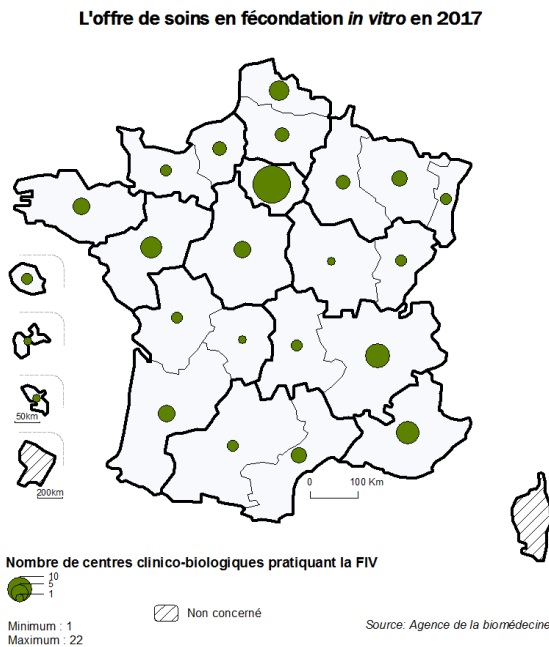 L'offre de soins en fécondation in vitro en 2017
50km
200km
0 100 Km
Nombre de centres clinico-biologiques pratiquant la FIV
10
5
1
Non concerné
Minimum : 1
Maximum : 22
Source: Agence de la biomédecine